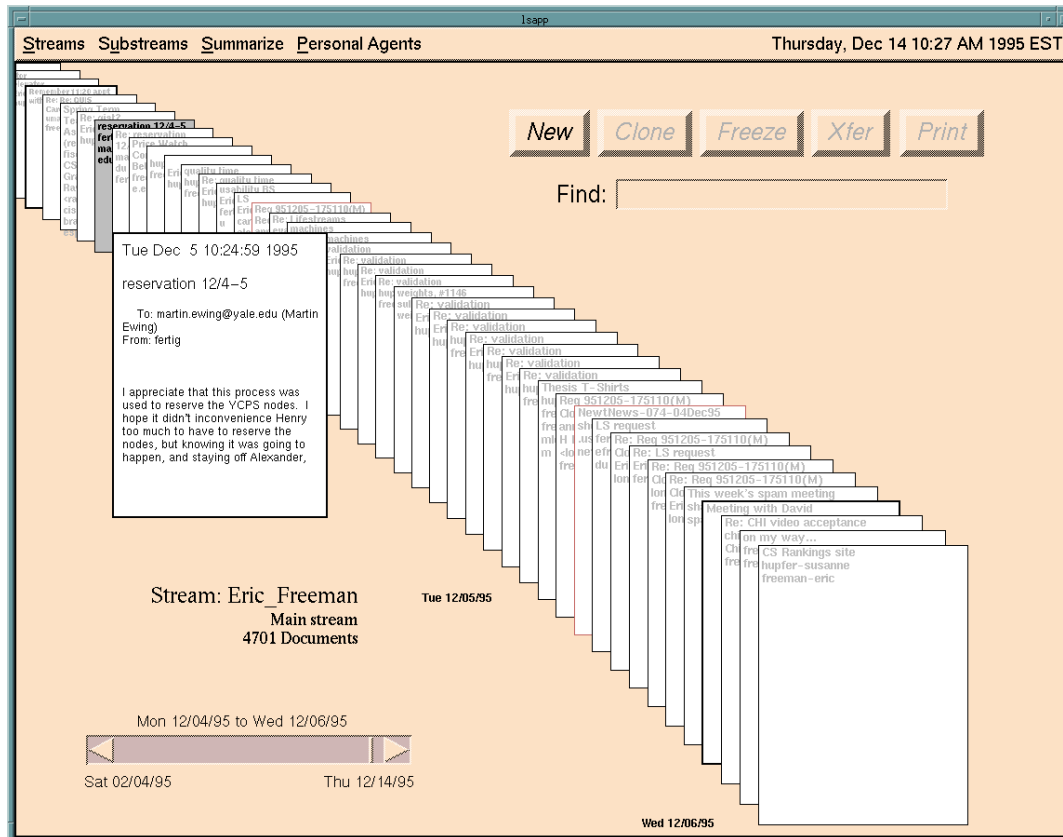 lsapp
Streams Substreams Summarize Personal Agents
Thursday, Dec 14 10:27 AM 1995 EST
New Clone Freeze Xfer Print
Find:
Remember 11:20 appt
with
Re: Re: QUIS
Spring Term
Re: gist2
reservation 12/4-5
Re: reservation
Price Watch
quality time
Re: quality time
usability BS
LS
Req 951205-175110(M)
Re: Lifestreams
machines
machines
validation
Re: validation
Re: validation
Re: validation
weights, #1146
Re: validation
Re: validation
Re: validation
Re: validation
Re: validation
Re: validation
Thesis T-Shirts
Req 951205-175110(M)
NewtNews-074-04Dec95
LS request
Re: Req 951205-175110(M)
Re: LS request
Re: Req 951205-175110(M)
Re: Req 951205-175110(M)
This week's spam meeting
Meeting with David
Re: CHI video acceptance
on my way...
CS Rankings site
hupfer-susanne
freeman-eric
Tue Dec 5 10:24:59 1995
reservation 12/4-5
To: martin.ewing@yale.edu (Martin
Ewing)
From: fertig
I appreciate that this process was
used to reserve the YCPS nodes. I
hope it didn't inconvenience Henry
too much to have to reserve the
nodes, but knowing it was going to
happen, and staying off Alexander,
Stream: Eric_Freeman
Main stream
4701 Documents
Tue 12/05/95
Mon 12/04/95 to Wed 12/06/95
Sat 02/04/95 Thu 12/14/95
Wed 12/06/95